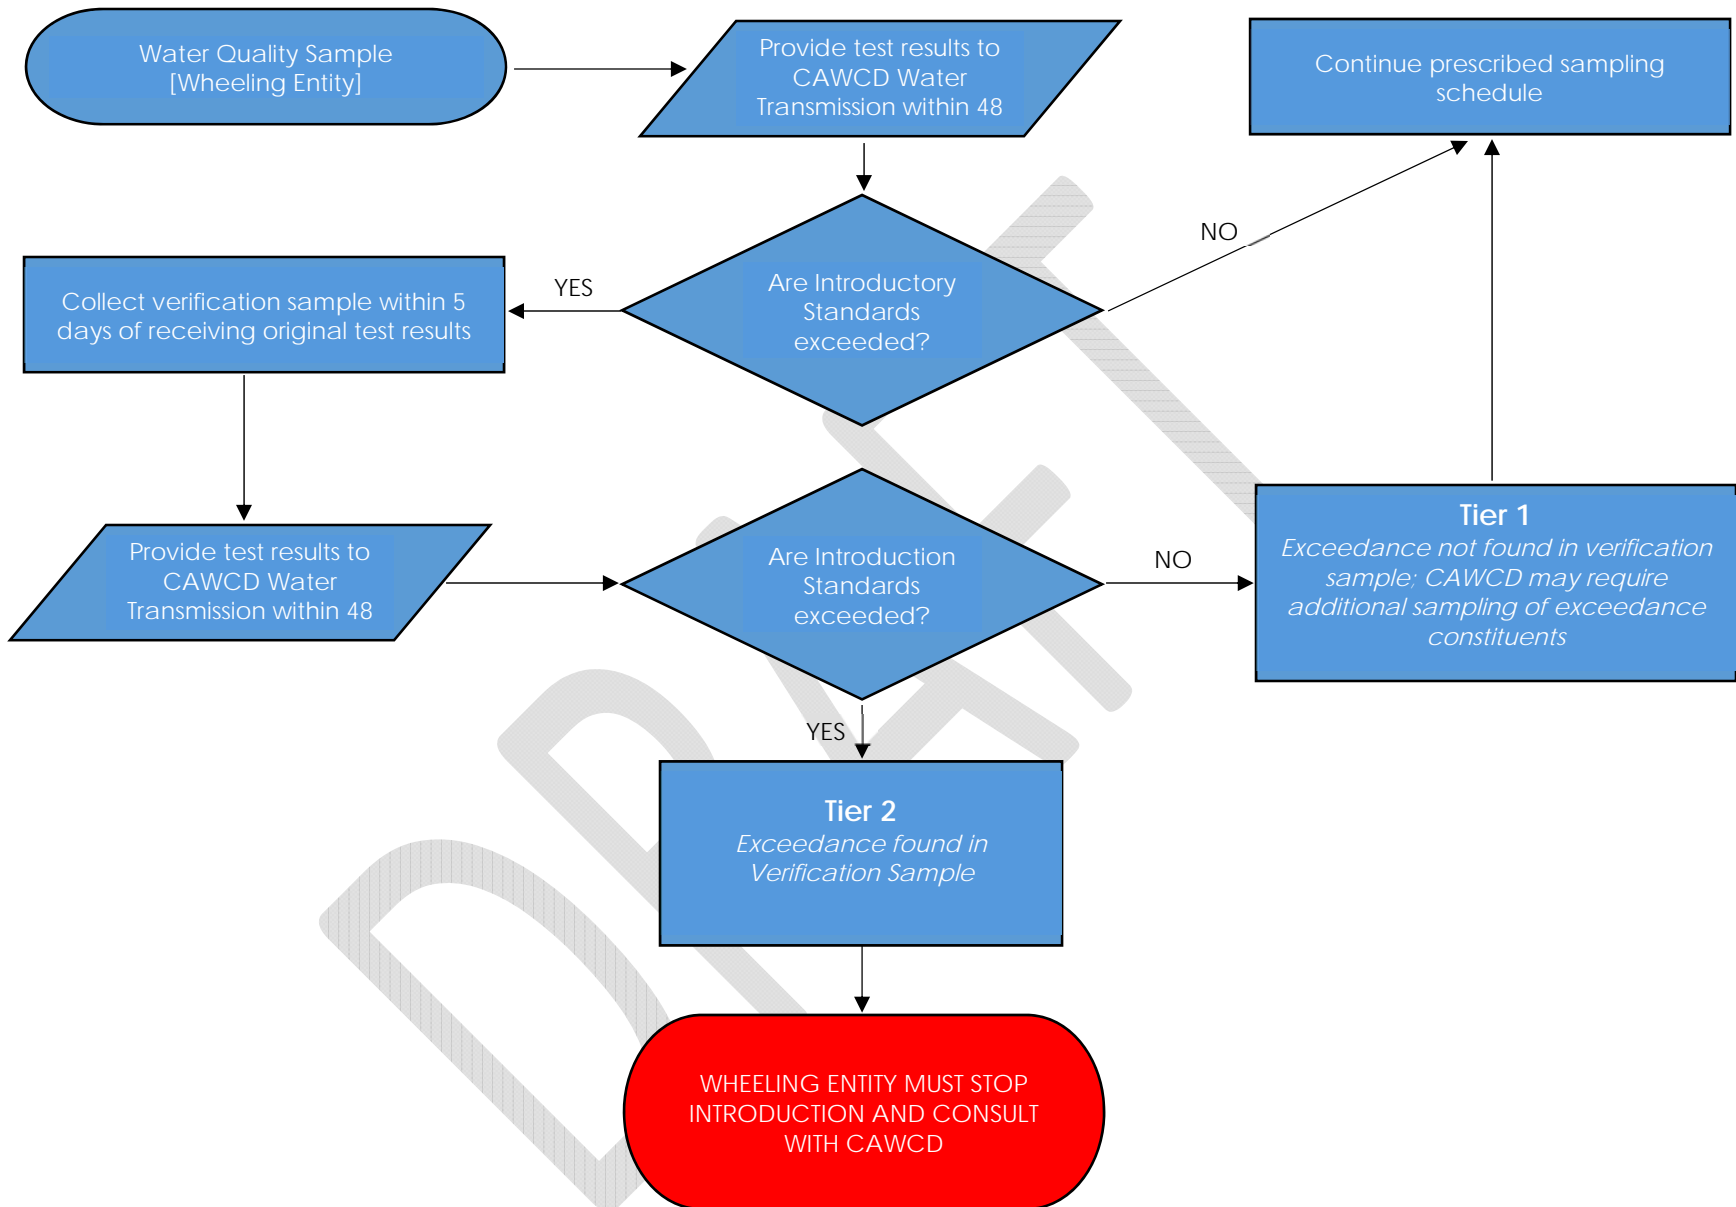 Water Quality Sample
[Wheeling Entity]
Provide test results to
CAWCD Water
Transmission within 48
Continue prescribed sampling
schedule
NO
YES
Are Introductory
Standards
exceeded?
Collect verification sample within 5
days of receiving original test results
Provide test results to
CAWCD Water
Transmission within 48
Are Introduction
Standards
exceeded?
NO
Tier 1
Exceedance not found in verification
sample; CAWCD may require
additional sampling of exceedance
constituents
YES
Tier 2
Exceedance found in
Verification Sample
WHEELING ENTITY MUST STOP
INTRODUCTION AND CONSULT
WITH CAWCD
DRAFT